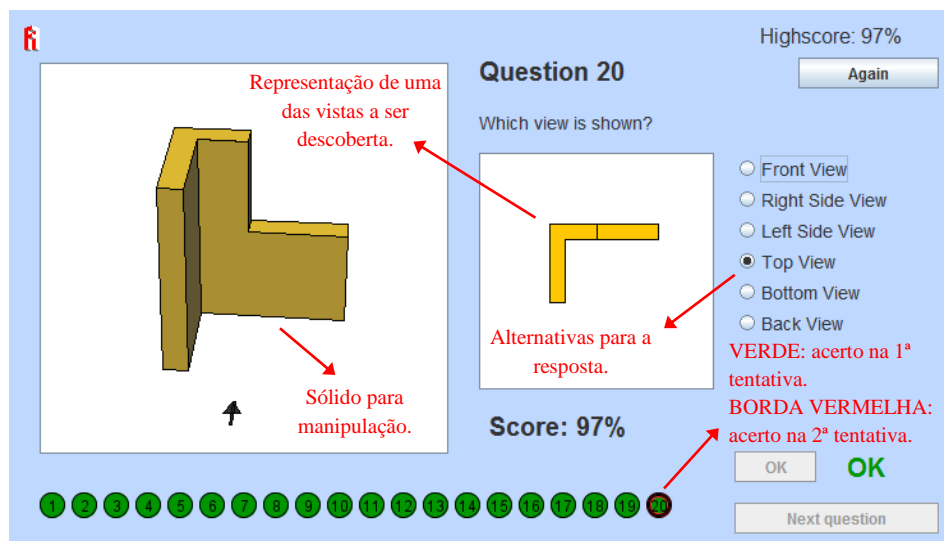 Highscore: 97%
Again
Question 20
Which view is shown?
Representação de uma
das vistas a ser
descoberta.
Front View
Right Side View
Left Side View
Top View
Bottom View
Back View
Alternativas para a
resposta.
Sólido para
manipulação.
VERDE: acerto na 1ª
tentativa.
BORDA VERMELHA:
acerto na 2ª tentativa.
Score: 97%
OK OK
1 2 3 4 5 6 7 8 9 10 11 12 13 14 15 16 17 18 19 20
Next question